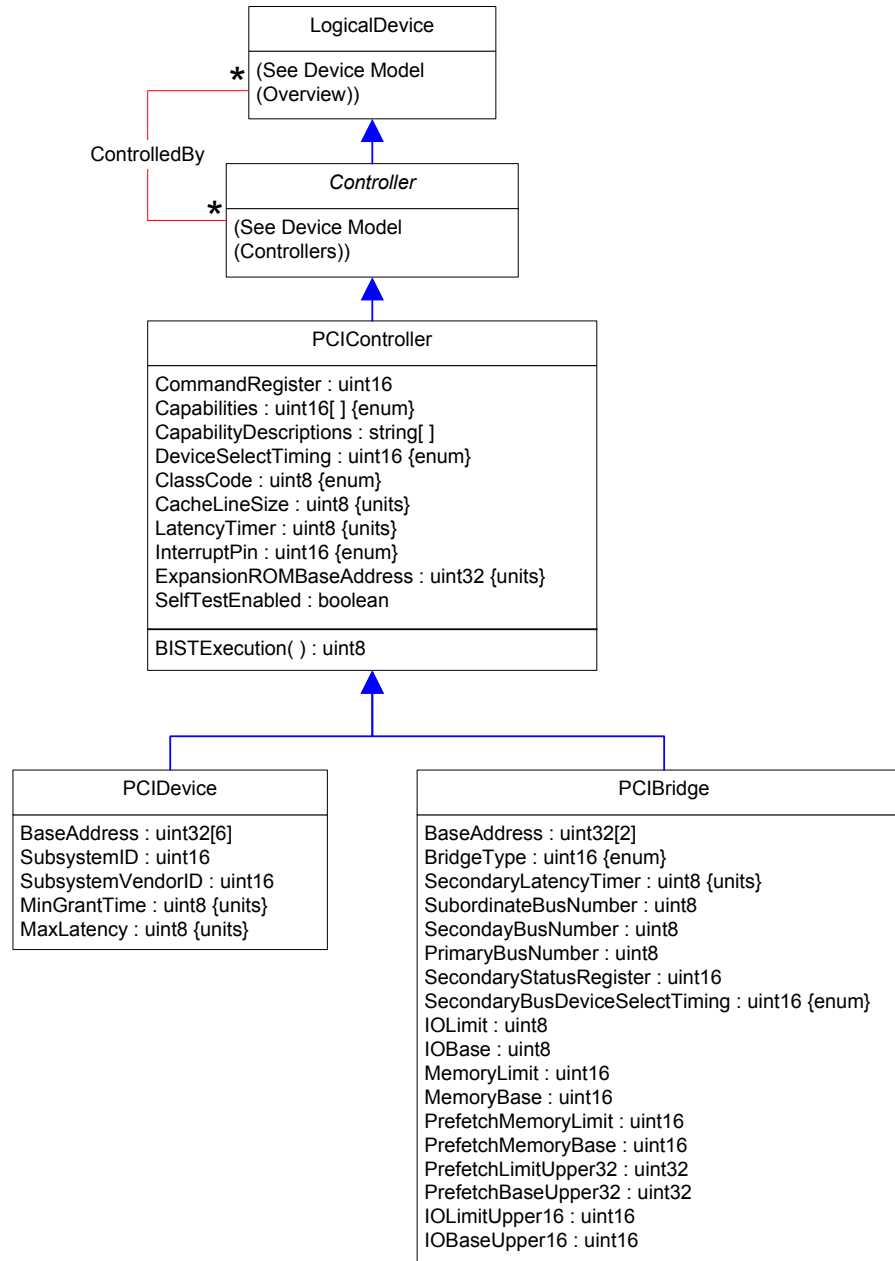 LogicalDevice
*
(See Device Model
(Overview))
ControlledBy
Controller
*
(See Device Model
(Controllers))
PCIController
CommandRegister : uint16
Capabilities : uint16[ ] {enum}
CapabilityDescriptions : string[ ]
DeviceSelectTiming : uint16 {enum}
ClassCode : uint8 {enum}
CacheLineSize : uint8 {units}
LatencyTimer : uint8 {units}
InterruptPin : uint16 {enum}
ExpansionROMBaseAddress : uint32 {units}
SelfTestEnabled : boolean
BISTExecution( ) : uint8
PCIDevice
BaseAddress : uint32[6]
SubsystemID : uint16
SubsystemVendorID : uint16
MinGrantTime : uint8 {units}
MaxLatency : uint8 {units}
PCIBridge
BaseAddress : uint32[2]
BridgeType : uint16 {enum}
SecondaryLatencyTimer : uint8 {units}
SubordinateBusNumber : uint8
SecondayBusNumber : uint8
PrimaryBusNumber : uint8
SecondaryStatusRegister : uint16
SecondaryBusDeviceSelectTiming : uint16 {enum}
IOLimit : uint8
IOBase : uint8
MemoryLimit : uint16
MemoryBase : uint16
PrefetchMemoryLimit : uint16
PrefetchMemoryBase : uint16
PrefetchLimitUpper32 : uint32
PrefetchBaseUpper32 : uint32
IOLimitUpper16 : uint16
IOBaseUpper16 : uint16